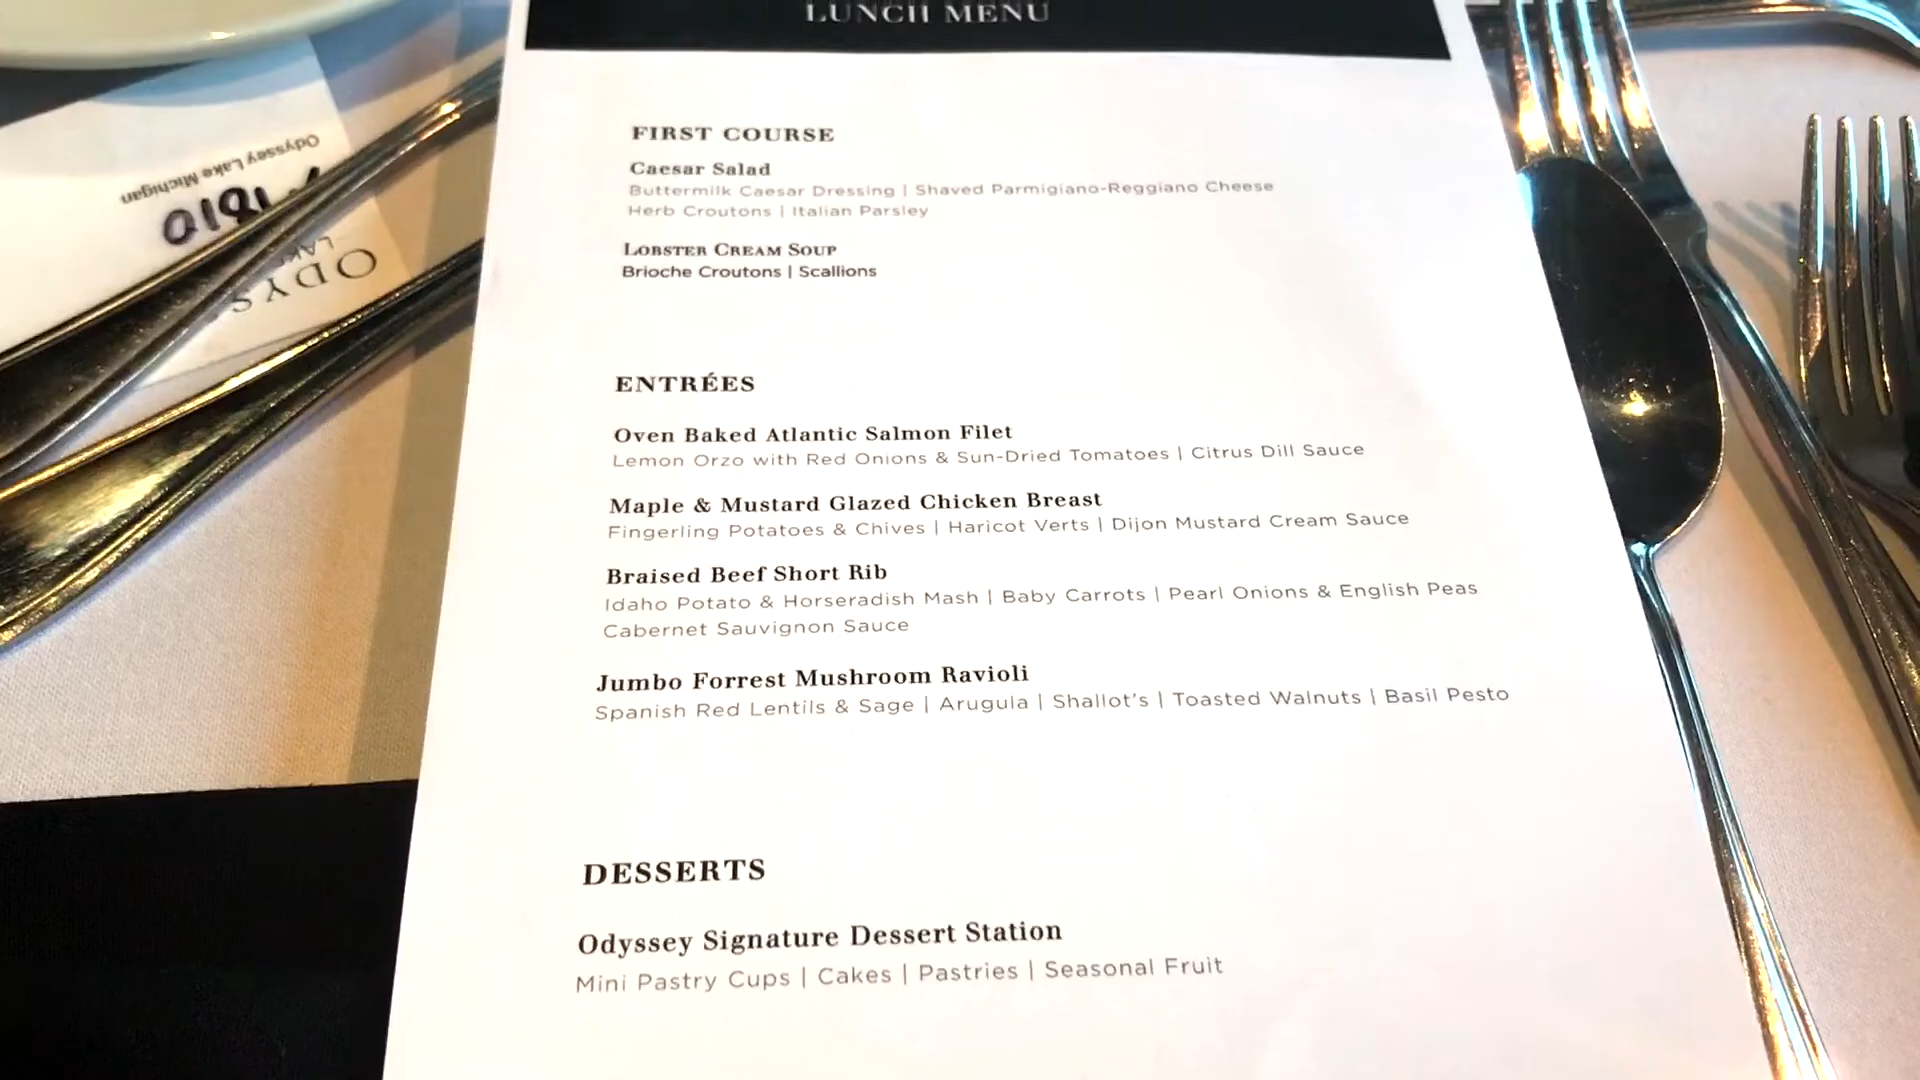 LUNCH MENU
FIRST COURSE
Caesar Salad
Buttermilk Caesar Dressing | Shaved Parmigiano-Reggiano Cheese
Herb Croutons | Italian Parsley
LOBSTER CREAM SOUP
Brioche Croutons | Scallions
ENTRÉES
Oven Baked Atlantic Salmon Filet
Lemon Orzo with Red Onions & Sun-Dried Tomatoes | Citrus Dill Sauce
Maple & Mustard Glazed Chicken Breast
Fingerling Potatoes & Chives | Haricot Verts | Dijon Mustard Cream Sauce
Braised Beef Short Rib
Idaho Potato & Horseradish Mash | Baby Carrots | Pearl Onions & English Peas
Cabernet Sauvignon Sauce
Jumbo Forrest Mushroom Ravioli
Spanish Red Lentils & Sage | Arugula | Shallot's | Toasted Walnuts | Basil Pesto
DESSERTS
Odyssey Signature Dessert Station
Mini Pastry Cups | Cakes | Pastries | Seasonal Fruit
ODYS
Odyssey Lake Michigan